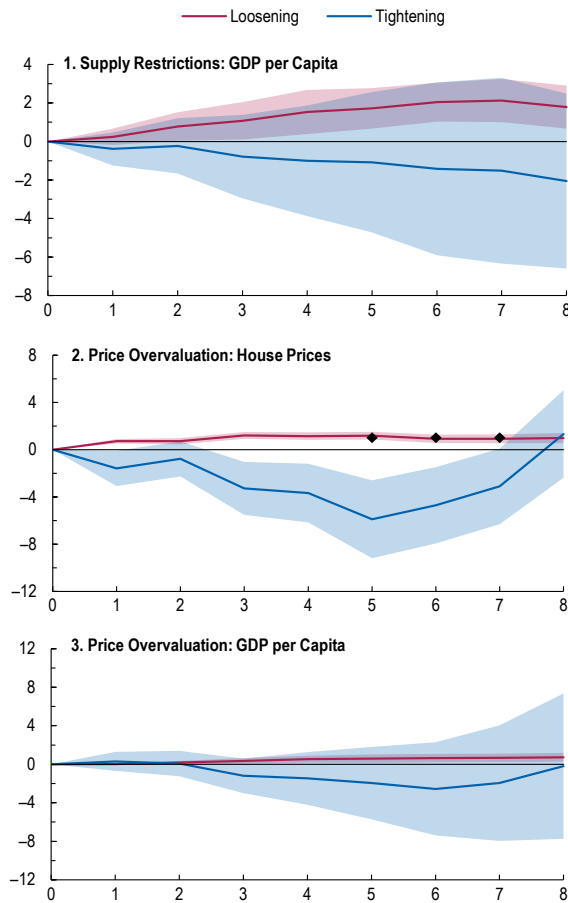 Loosening Tightening
1. Supply Restrictions: GDP per Capita
4
2
0
–2
–4
–6
–8
0 1 2 3 4 5 6 7 8
2. Price Overvaluation: House Prices
8
4
0
–4
–8
–12
0 1 2 3 4 5 6 7 8
3. Price Overvaluation: GDP per Capita
12
8
4
0
–4
–8
–12
0 1 2 3 4 5 6 7 8